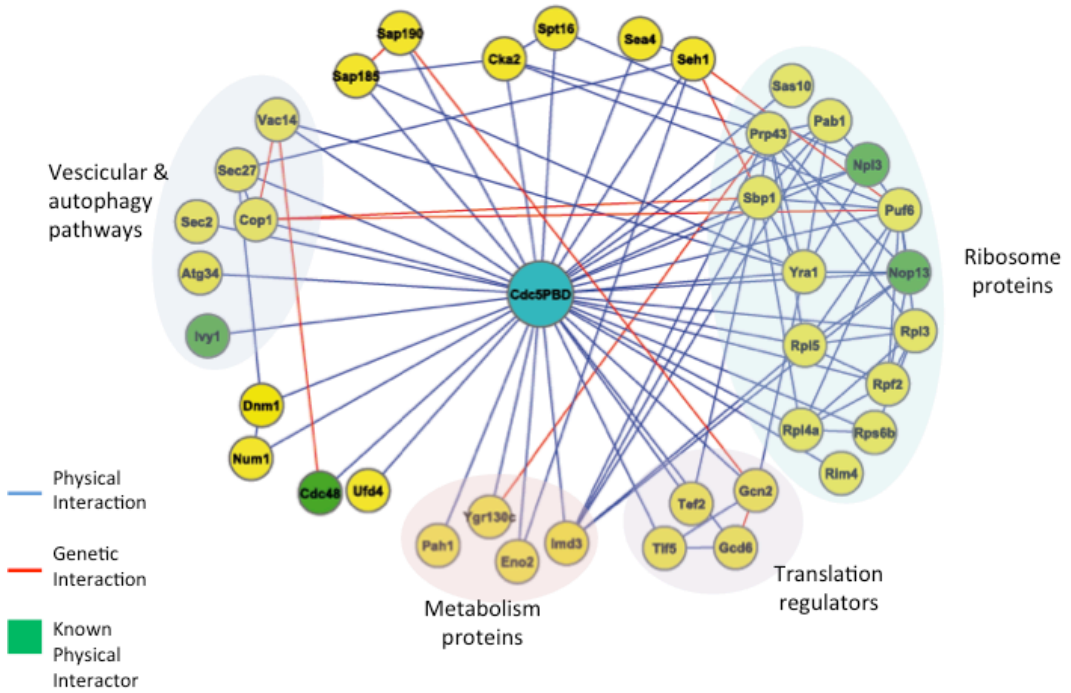 Sap190
Spt16
Sea4
Cka2
Seh1
Sap185
Sas10
Vac14
Pab1
Prp43
Npl3
Vescicular &
autophagy
pathways
Sec27
Sbp1
Puf6
Sec2
Cop1
Ribosome
proteins
Atg34
Yra1
Nop13
Cdc5PBD
Ivy1
Rpl3
Rpl5
Rpf2
Dnm1
Rpl4a
Rps6b
Num1
Rim4
Physical
Interaction
Cdc48
Ufd4
Gcn2
Tef2
Ygr130c
Pah1
Eno2
Imd3
Tif5
Gcd6
Genetic
Interaction
Translation
regulators
Metabolism
proteins
Known
Physical
Interactor